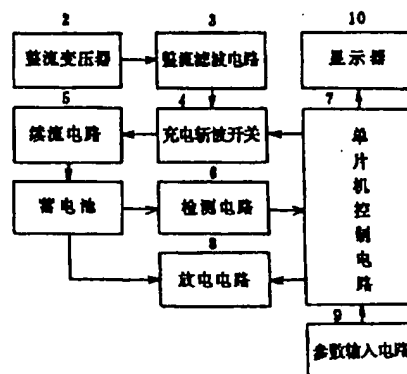 2
3
10
整流变压器
整流滤波电路
显示器
5
4
7
续流电路
充电斩波开关
单片机控制电路
6
蓄电池
检测电路
8
放电电路
9
参数输入电路